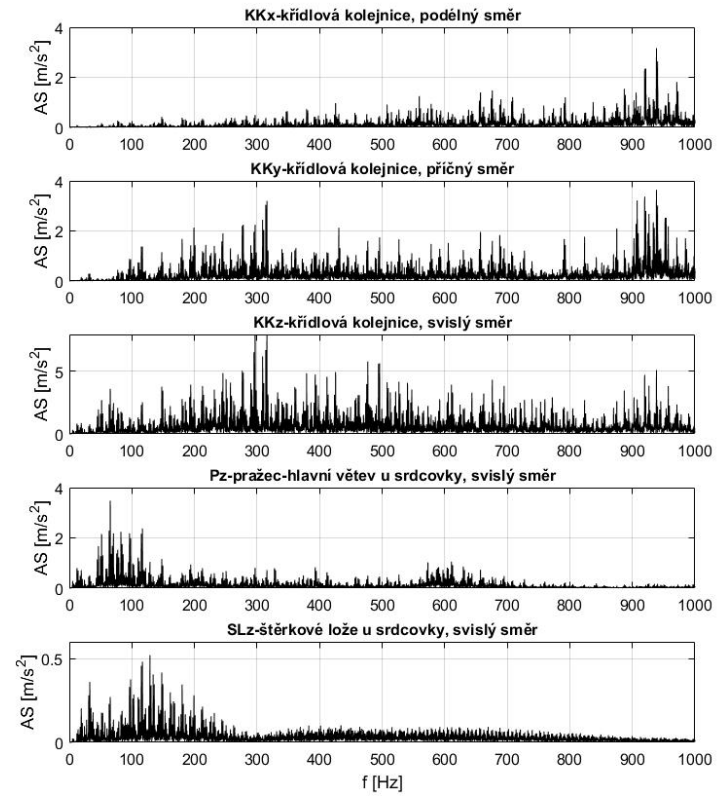 KKx-křídlová kolejnice, podélný směr
AS [m/s²]
4
2
0
0 100 200 300 400 500 600 700 800 900 1000
KKy-křídlová kolejnice, příčný směr
AS [m/s²]
4
2
0
0 100 200 300 400 500 600 700 800 900 1000
KKz-křídlová kolejnice, svislý směr
AS [m/s²]
5
0
0 100 200 300 400 500 600 700 800 900 1000
Pz-pražec-hlavní větev u srdcovky, svislý směr
AS [m/s²]
4
2
0
0 100 200 300 400 500 600 700 800 900 1000
SLz-štěrkové lože u srdcovky, svislý směr
AS [m/s²]
0.5
0
0 100 200 300 400 500 600 700 800 900 1000
f [Hz]